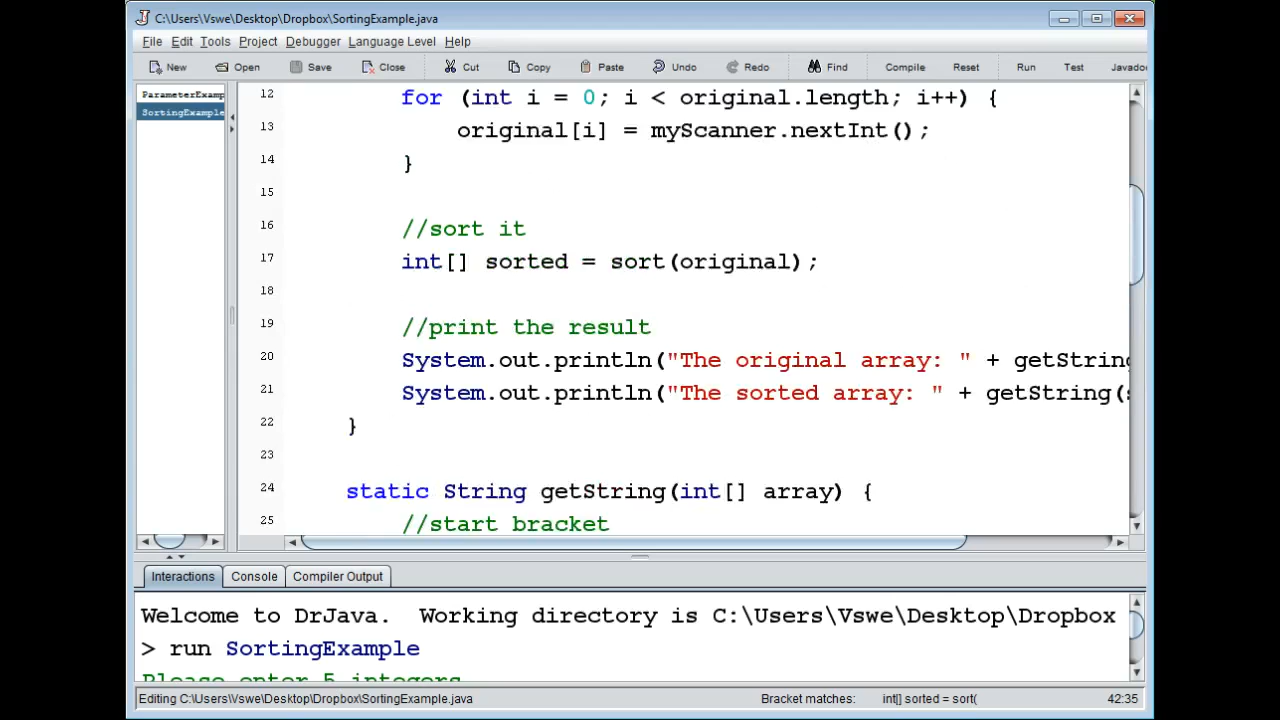 C:\Users\Vswe\Desktop\Dropbox\SortingExample.java
File Edit Tools Project Debugger Language Level Help
New Open Save Close Cut Copy Paste Undo Redo Find Compile Reset Run Test Javadoc
ParameterExamp
SortingExample
12 for (int i = 0; i < original.length; i++) {
13 original[i] = myScanner.nextInt();
14 }
15
16 //sort it
17 int[] sorted = sort(original);
18
19 //print the result
20 System.out.println("The original array: " + getString
21 System.out.println("The sorted array: " + getString(s
22 }
23
24 static String getString(int[] array) {
25 //start bracket
Interactions Console Compiler Output
Welcome to DrJava. Working directory is C:\Users\Vswe\Desktop\Dropbox
> run SortingExample
Please enter 5 integers
Editing C:\Users\Vswe\Desktop\Dropbox\SortingExample.java Bracket matches: int[] sorted = sort( 42:35